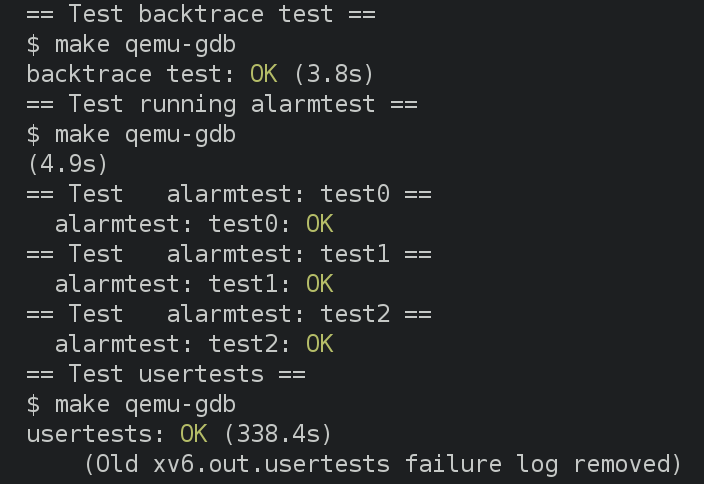 == Test backtrace test ==
$ make qemu-gdb
backtrace test: OK (3.8s)
== Test running alarmtest ==
$ make qemu-gdb
(4.9s)
== Test   alarmtest: test0 ==
  alarmtest: test0: OK
== Test   alarmtest: test1 ==
  alarmtest: test1: OK
== Test   alarmtest: test2 ==
  alarmtest: test2: OK
== Test usertests ==
$ make qemu-gdb
usertests: OK (338.4s)
    (Old xv6.out.usertests failure log removed)